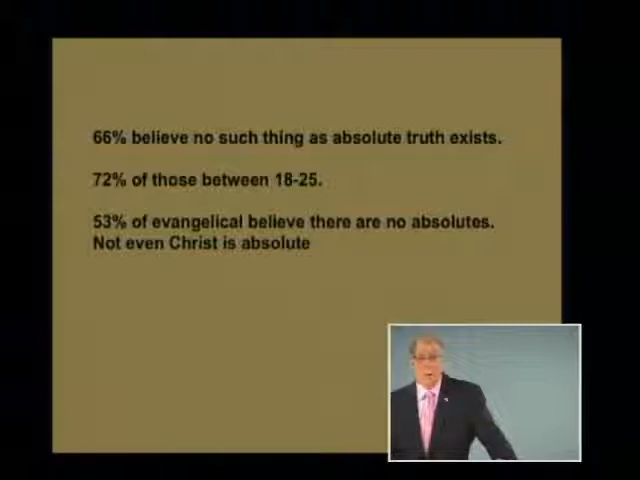 66% believe no such thing as absolute truth exists.
72% of those between 18-25.
53% of evangelical believe there are no absolutes.
Not even Christ is absolute